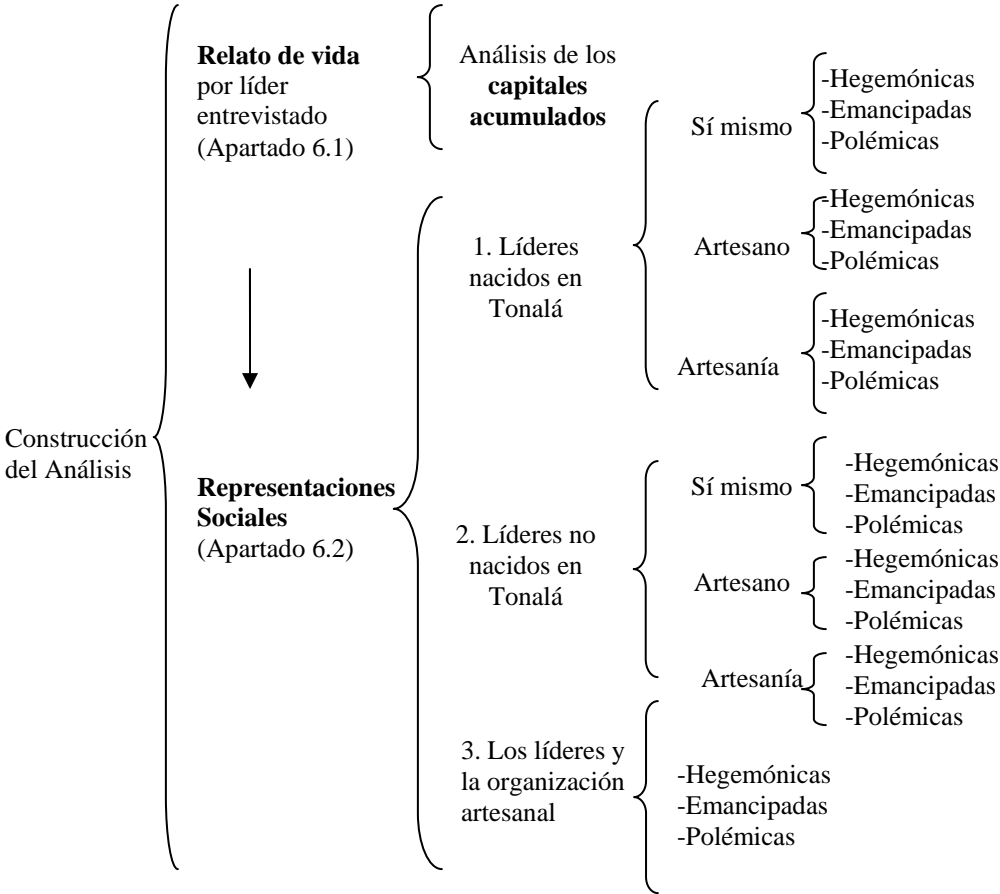 Construcción
del Análisis
Relato de vida
por líder
entrevistado
(Apartado 6.1)
Análisis de los
capitales
acumulados
Representaciones
Sociales
(Apartado 6.2)
1. Líderes
nacidos en
Tonalá
Sí mismo
-Hegemónicas
-Emancipadas
-Polémicas
Artesano
-Hegemónicas
-Emancipadas
-Polémicas
Artesanía
-Hegemónicas
-Emancipadas
-Polémicas
2. Líderes no
nacidos en
Tonalá
Sí mismo
-Hegemónicas
-Emancipadas
-Polémicas
Artesano
-Hegemónicas
-Emancipadas
-Polémicas
Artesanía
-Hegemónicas
-Emancipadas
-Polémicas
3. Los líderes y
la organización
artesanal
-Hegemónicas
-Emancipadas
-Polémicas